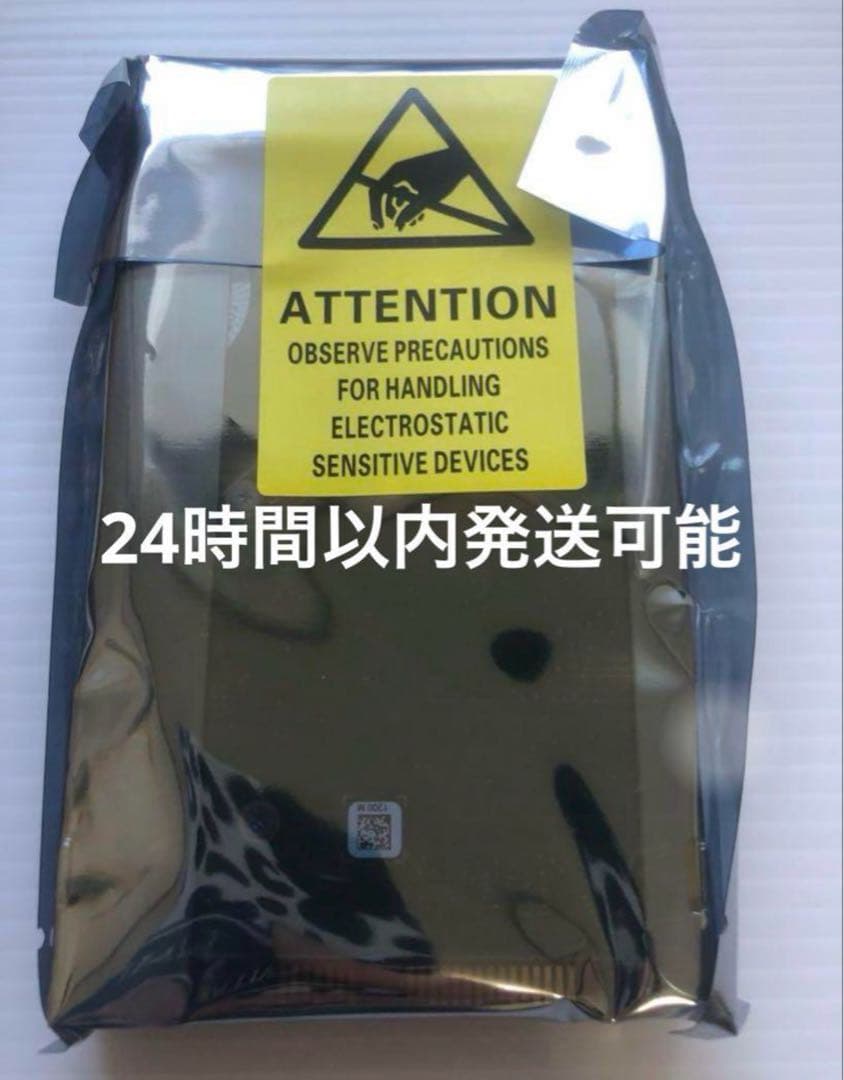 ATTENTION
OBSERVE PRECAUTIONS
FOR HANDLING
ELECTROSTATIC
SENSITIVE DEVICES
24時間以内発送可能